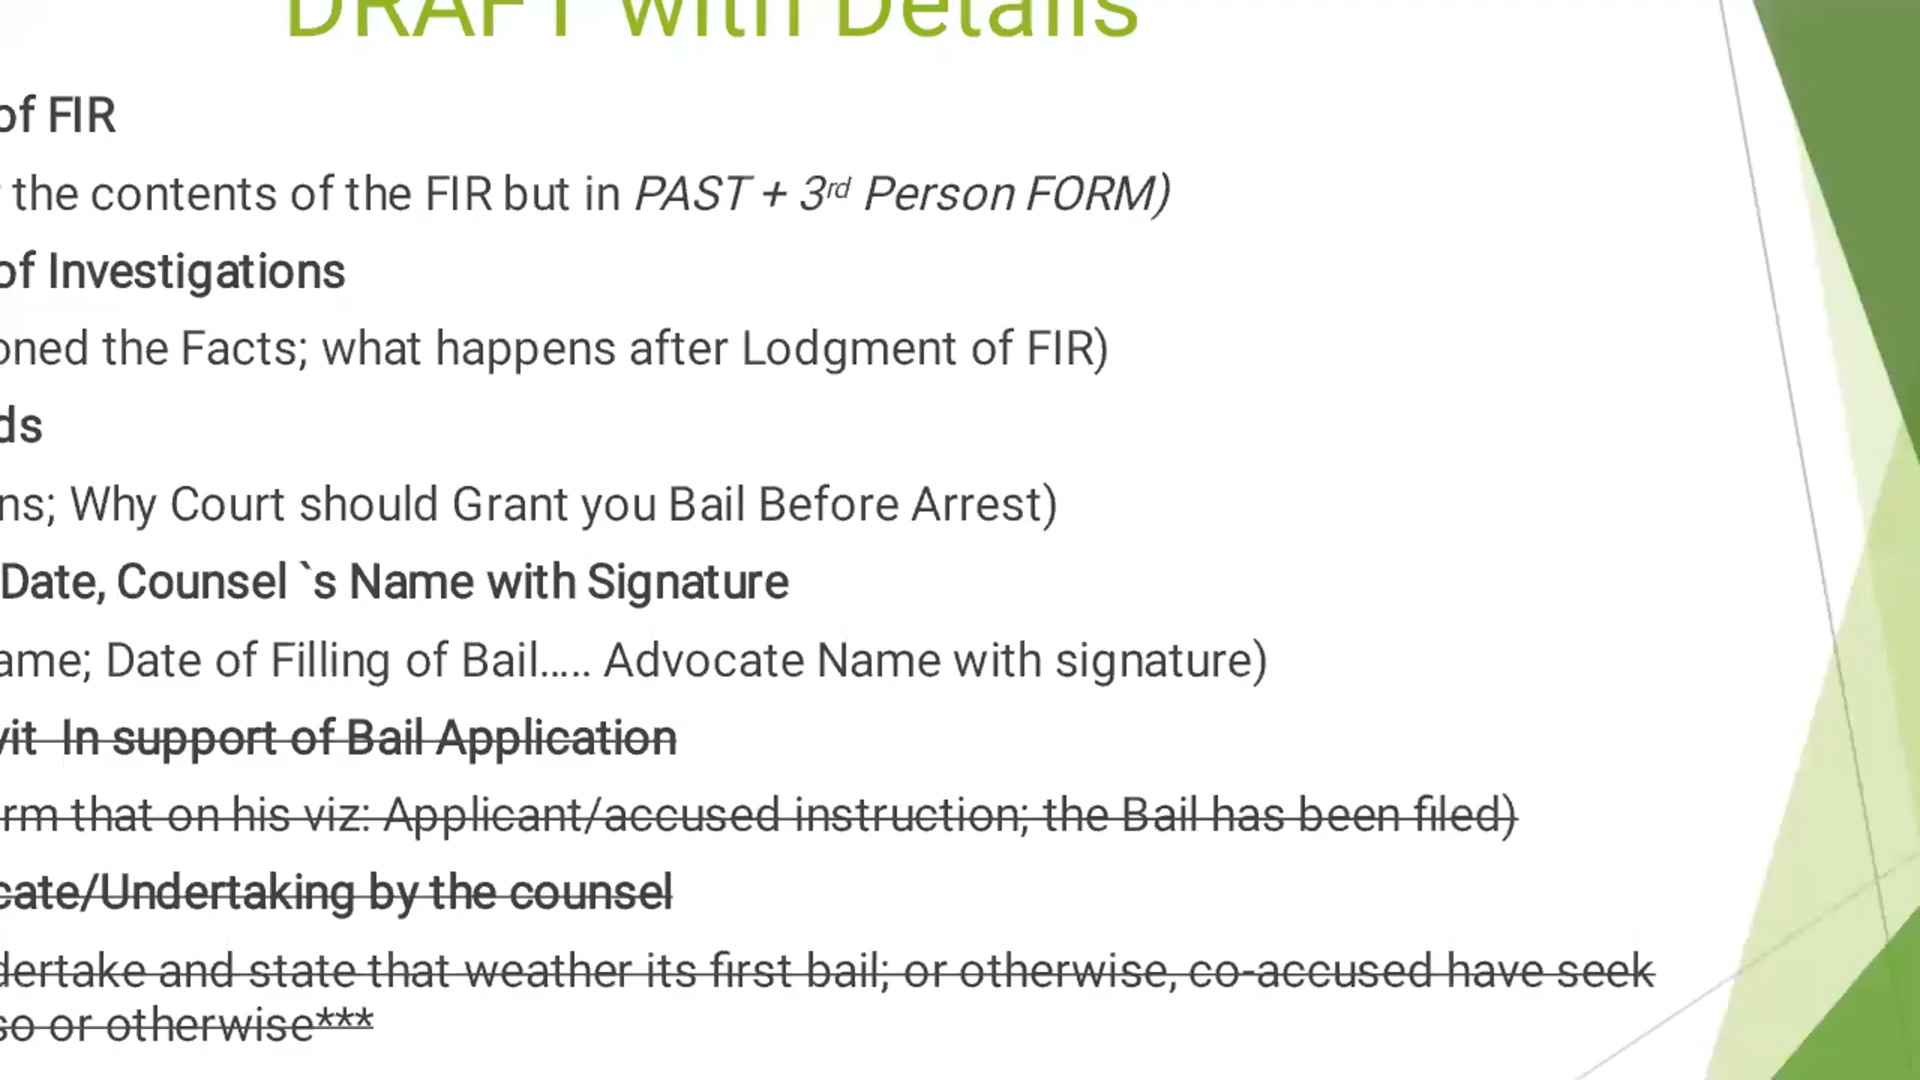 DRAFT with Details
of FIR
the contents of the FIR but in PAST + 3rd Person FORM)
of Investigations
oned the Facts; what happens after Lodgment of FIR)
ds
ns; Why Court should Grant you Bail Before Arrest)
Date, Counsel `s Name with Signature
ame; Date of Filling of Bail..... Advocate Name with signature)
vit In support of Bail Application
rm that on his viz: Applicant/accused instruction; the Bail has been filed)
cate/Undertaking by the counsel
dertake and state that weather its first bail; or otherwise, co-accused have seek
so or otherwise***